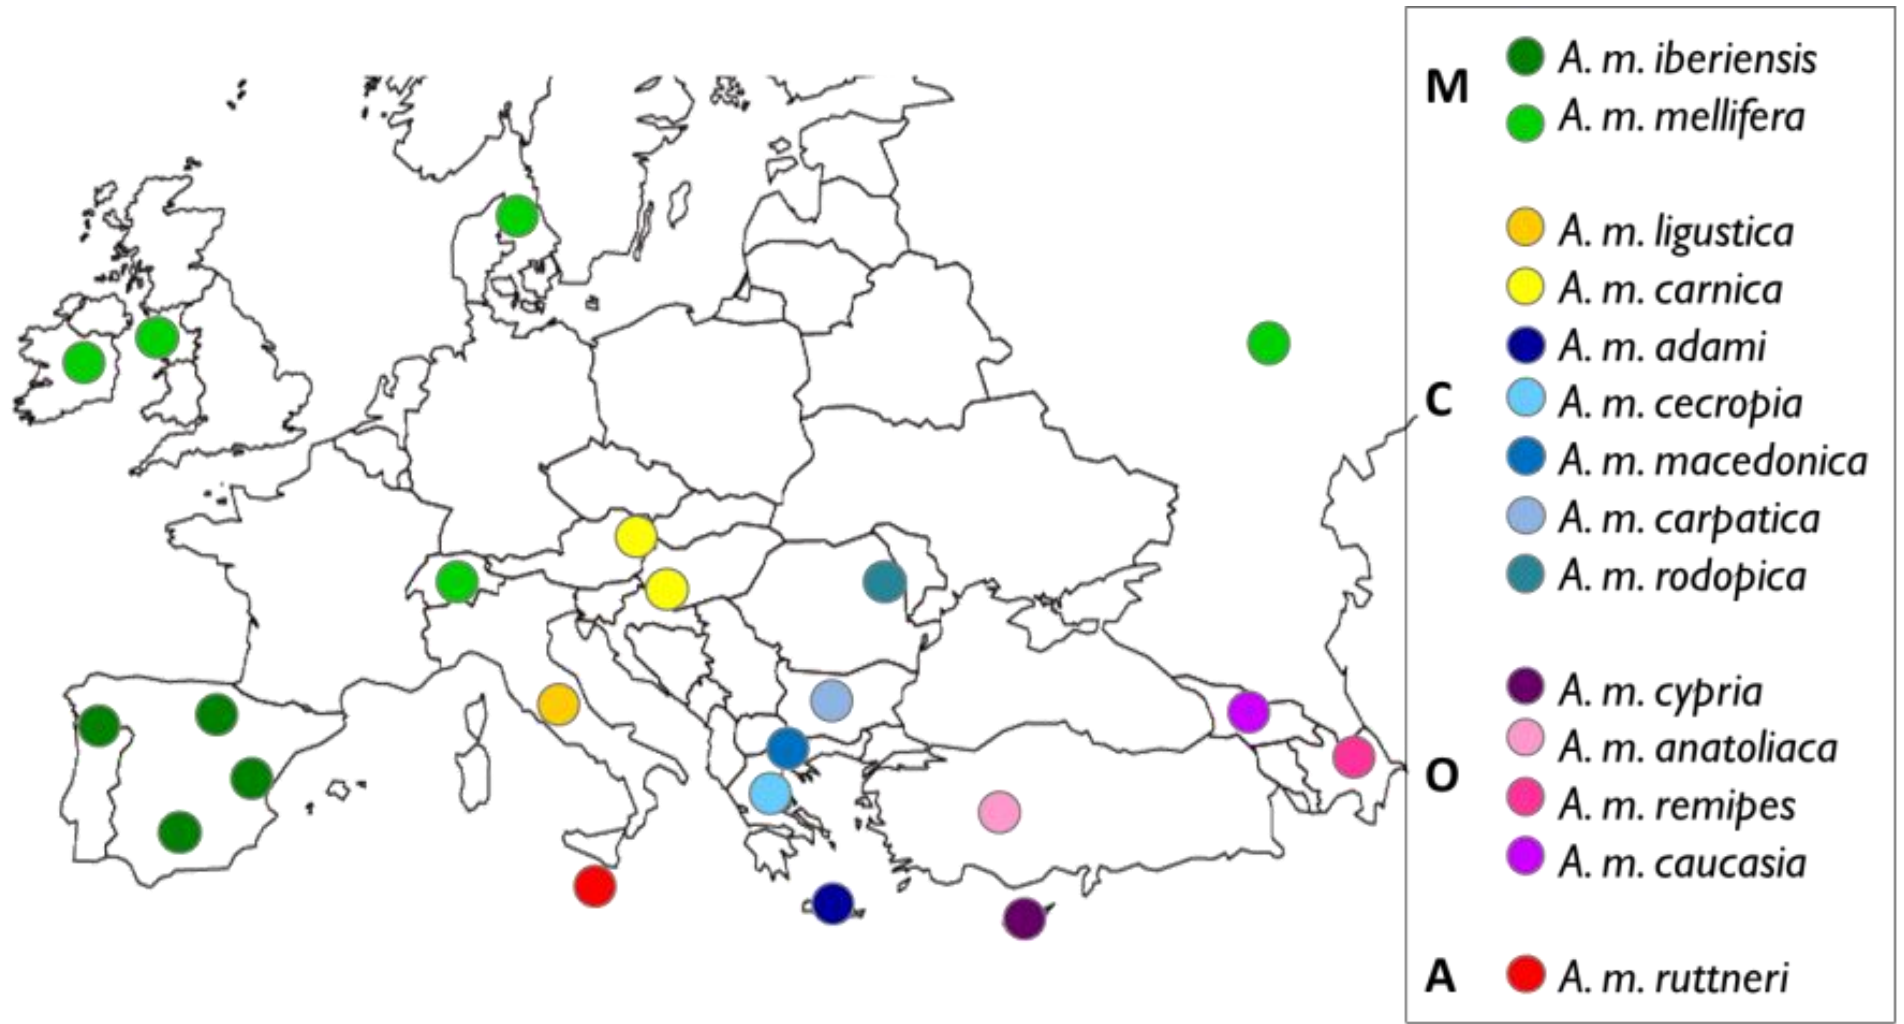 M
A. m. iberiensis
A. m. mellifera
A. m. ligustica
A. m. carnica
A. m. adami
C
A. m. cecropia
A. m. macedonica
A. m. carpatica
A. m. rodopica
A. m. cypria
A. m. anatoliaca
O
A. m. remipes
A. m. caucasia
A
A. m. ruttneri